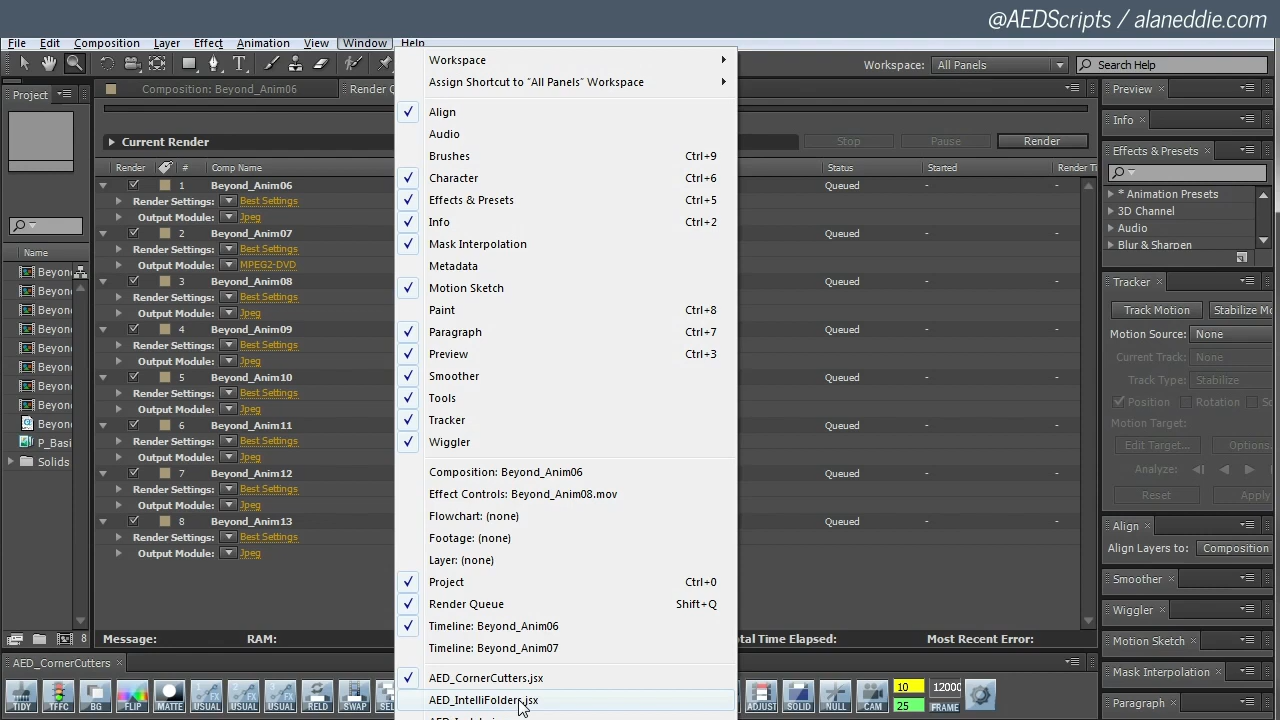 @AEDScripts / alaneddie.com
File Edit Composition Layer Effect Animation View Window Help
Workspace: All Panels Search Help
Project
Composition: Beyond_Anim06
Current Render
Stop Pause Render
Render # Comp Name Status Started
1 Beyond_Anim06 Queued -
Render Settings: Best Settings
Output Module: Jpeg
2 Beyond_Anim07 Queued -
Render Settings: Best Settings
Output Module: MPEG2-DVD
3 Beyond_Anim08 Queued -
Render Settings: Best Settings
Output Module: Jpeg
4 Beyond_Anim09 Queued -
Render Settings: Best Settings
Output Module: Jpeg
5 Beyond_Anim10 Queued -
Render Settings: Best Settings
Output Module: Jpeg
6 Beyond_Anim11 Queued -
Render Settings: Best Settings
Output Module: Jpeg
7 Beyond_Anim12 Queued -
Render Settings: Best Settings
Output Module: Jpeg
8 Beyond_Anim13 Queued -
Render Settings: Best Settings
Output Module: Jpeg
Message: RAM: Total Time Elapsed: Most Recent Error:
Name
P_Basi
Solids
8
Workspace
Assign Shortcut to "All Panels" Workspace
Align
Audio
Brushes Ctrl+9
Character Ctrl+6
Effects & Presets Ctrl+5
Info Ctrl+2
Mask Interpolation
Metadata
Motion Sketch
Paint Ctrl+8
Paragraph Ctrl+7
Preview Ctrl+3
Smoother
Tools
Tracker
Wiggler
Composition: Beyond_Anim06
Effect Controls: Beyond_Anim08.mov
Flowchart: (none)
Footage: (none)
Layer: (none)
Project Ctrl+0
Render Queue Shift+Q
Timeline: Beyond_Anim06
Timeline: Beyond_Anim07
AED_CornerCutters.jsx
AED_IntelliFolders.jsx
Preview
Info
Effects & Presets
* Animation Presets
3D Channel
Audio
Blur & Sharpen
Tracker
Track Motion Stabilize Mo
Motion Source: None
Current Track: None
Track Type: Stabilize
Position Rotation
Motion Target:
Edit Target... Options.
Analyze:
Reset Apply
Align
Align Layers to: Composition
Smoother
Wiggler
Motion Sketch
Mask Interpolation
Paragraph
AED_CornerCutters
TIDY TFFC BG FLIP MATTE USUAL USUAL USUAL RELD SWAP ADJUST SOLID NULL CAM 10 12000
25 FRAME